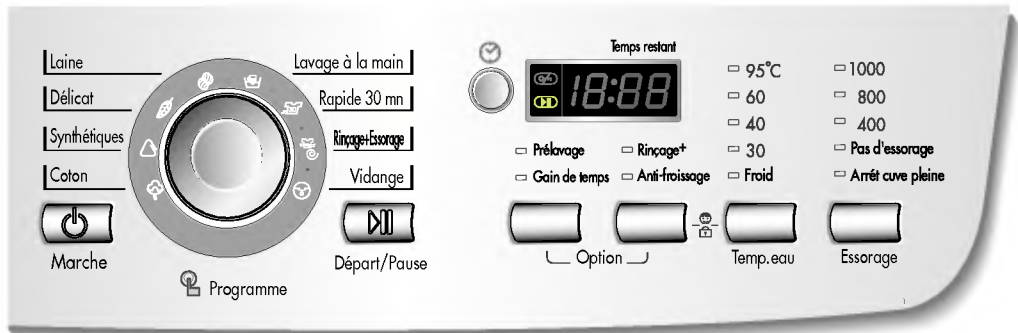 Laine
Lavage à la main
Délicat
Rapide 30 mn
Synthétiques
Rinçage+Essorage
Coton
Vidange
Marche
Départ/Pause
Programme
Temps restant
18:88
Prélavage
Rinçage+
Gain de temps
Anti-froissage
Option
95°C
60
40
30
Froid
Temp.eau
1000
800
400
Pas d'essorage
Arrét cuve pleine
Essorage